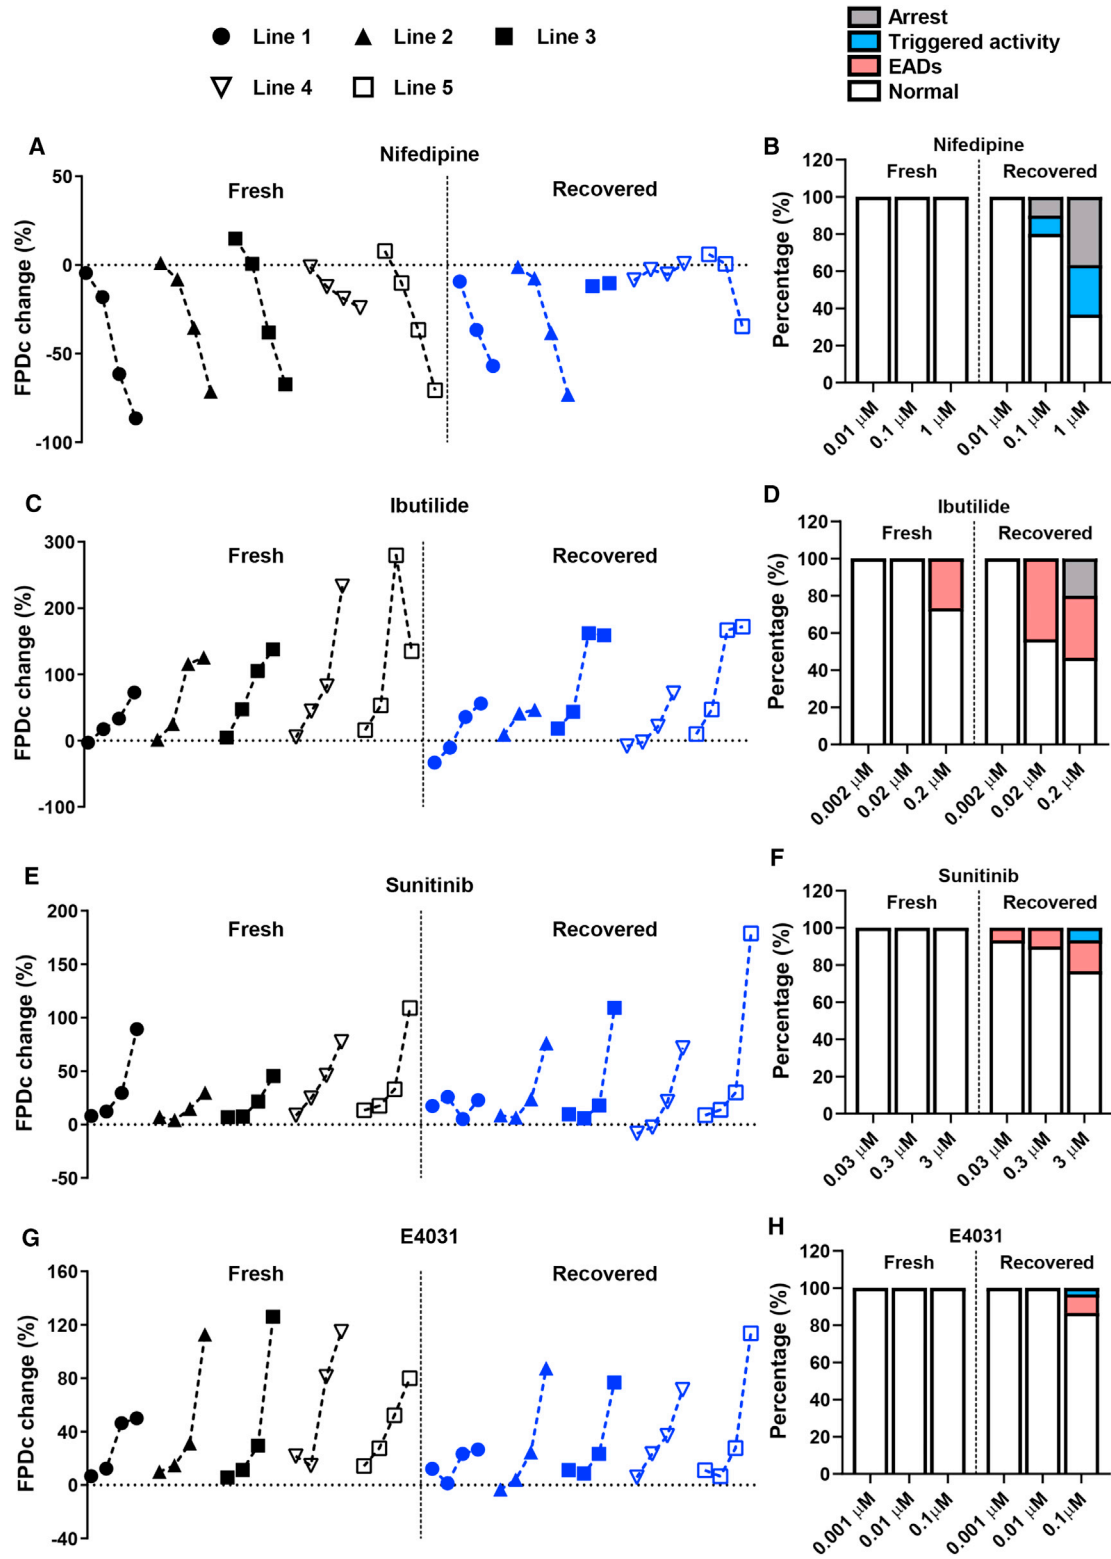 Line 1
Line 2
Line 3
Line 4
Line 5
Arrest
Triggered activity
EADs
Normal
A
Nifedipine
Fresh
Recovered
FPDc change (%)
50
0
-50
-100
B
Nifedipine
Fresh
Recovered
Percentage (%)
120
100
80
60
40
20
0
0.01 μM
0.1 μM
1 μM
0.01 μM
0.1 μM
1 μM
C
Ibutilide
Fresh
Recovered
FPDc change (%)
300
200
100
0
-100
D
Ibutilide
Fresh
Recovered
Percentage (%)
120
100
80
60
40
20
0
0.002 μM
0.02 μM
0.2 μM
0.002 μM
0.02 μM
0.2 μM
E
Sunitinib
Fresh
Recovered
FPDc change (%)
200
150
100
50
0
-50
F
Sunitinib
Fresh
Recovered
Percentage (%)
120
100
80
60
40
20
0
0.03 μM
0.3 μM
3 μM
0.03 μM
0.3 μM
3 μM
G
E4031
Fresh
Recovered
FPDc change (%)
160
120
80
40
0
-40
H
E4031
Fresh
Recovered
Percentage (%)
120
100
80
60
40
20
0
0.001 μM
0.01 μM
0.1μM
0.001 μM
0.01 μM
0.1μM